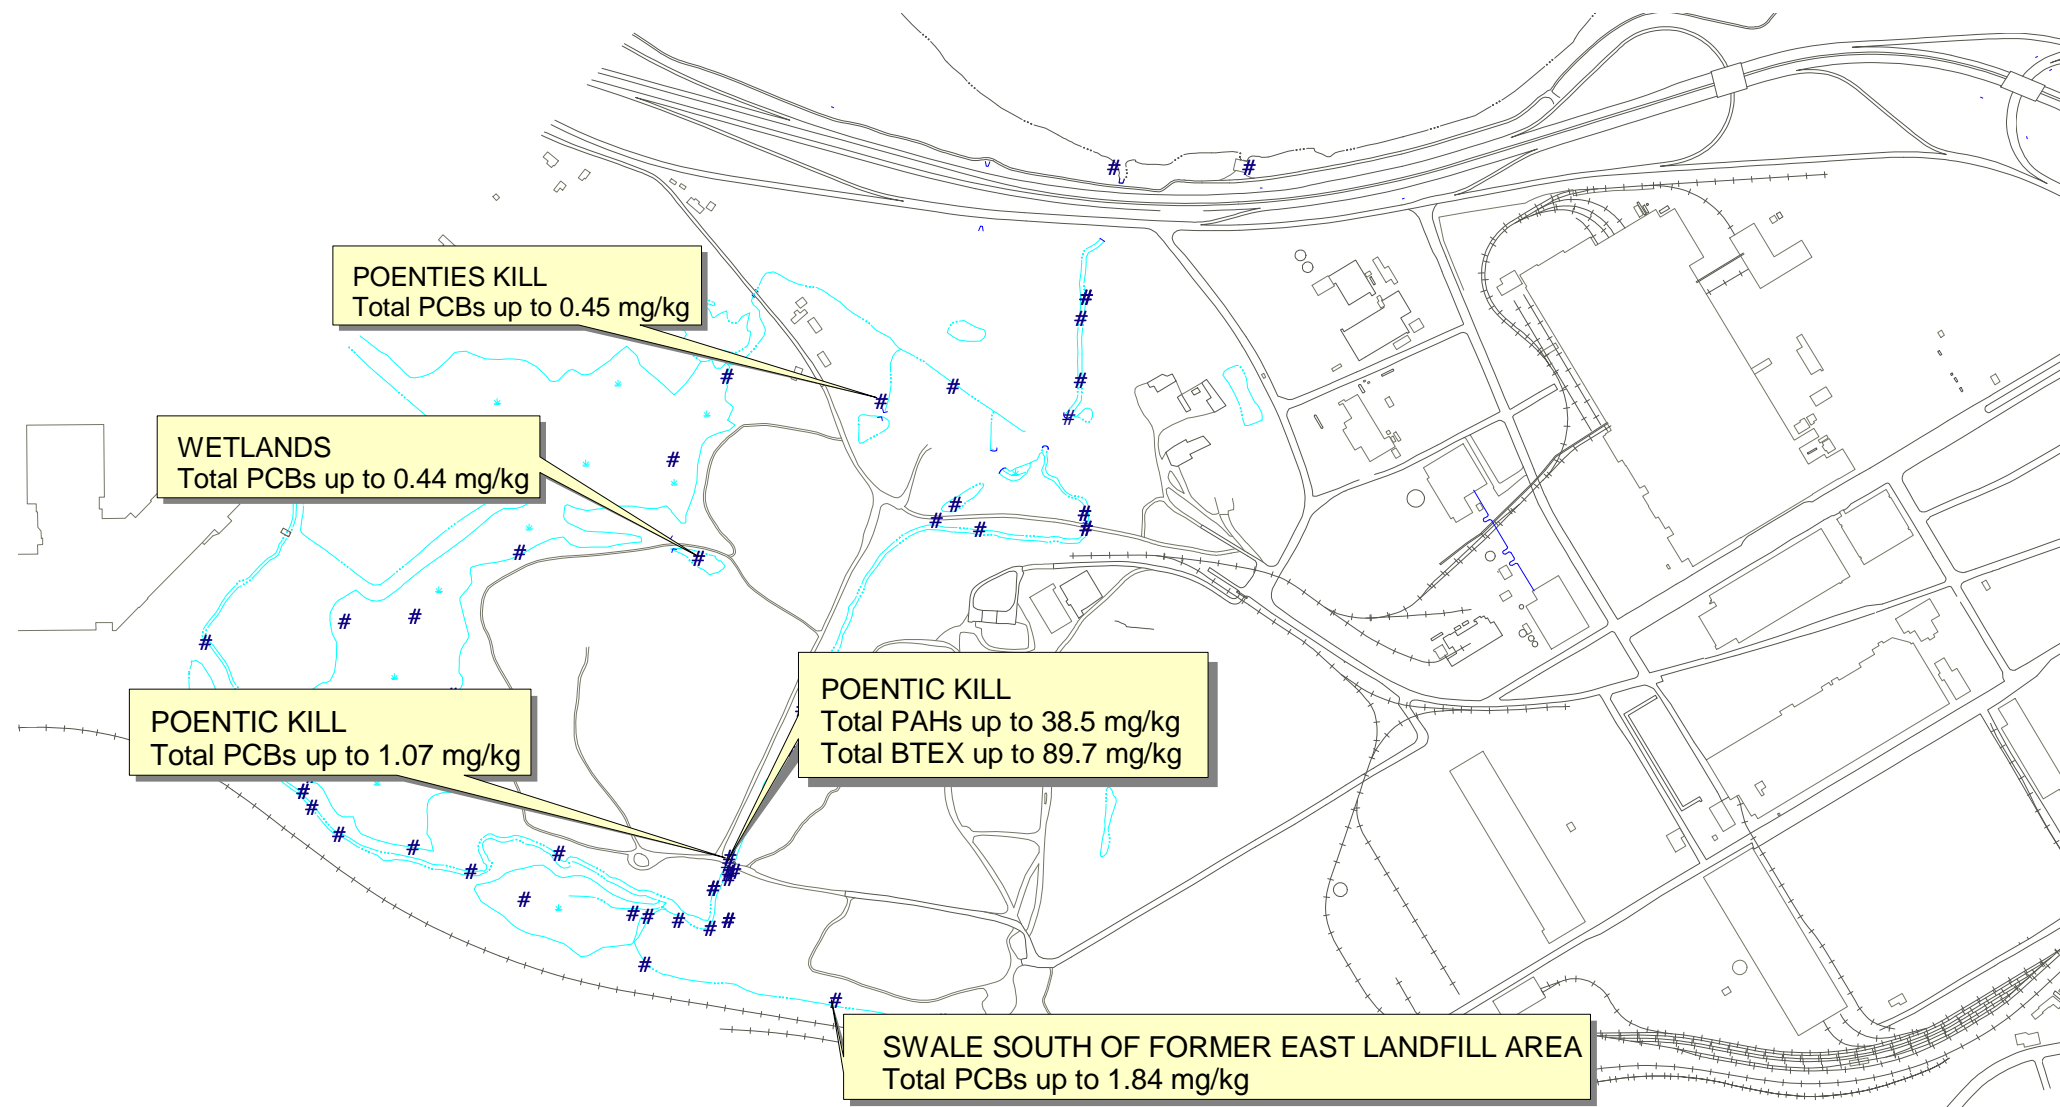 POENTIES KILL
Total PCBs up to 0.45 mg/kg
WETLANDS
Total PCBs up to 0.44 mg/kg
POENTIC KILL
Total PAHs up to 38.5 mg/kg
Total BTEX up to 89.7 mg/kg
POENTIC KILL
Total PCBs up to 1.07 mg/kg
SWALE SOUTH OF FORMER EAST LANDFILL AREA
Total PCBs up to 1.84 mg/kg